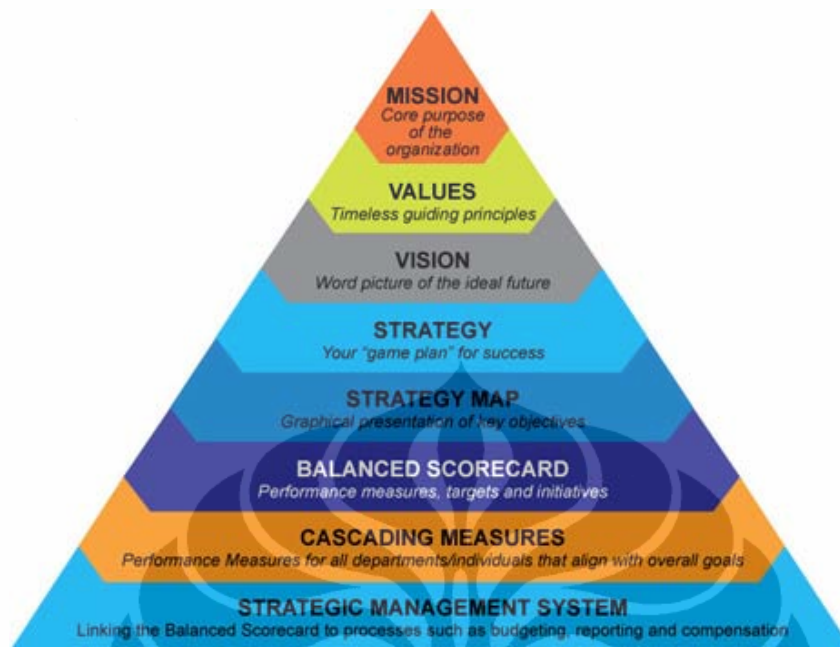 MISSION
Core purpose
of the
organization
VALUES
Timeless guiding principles
VISION
Word picture of the ideal future
STRATEGY
Your "game plan" for success
STRATEGY MAP
Graphical presentation of key objectives
BALANCED SCORECARD
Performance measures, targets and initiatives
CASCADING MEASURES
Performance Measures for all departments/individuals that align with overall goals
STRATEGIC MANAGEMENT SYSTEM
Linking the Balanced Scorecard to processes such as budgeting, reporting and compensation